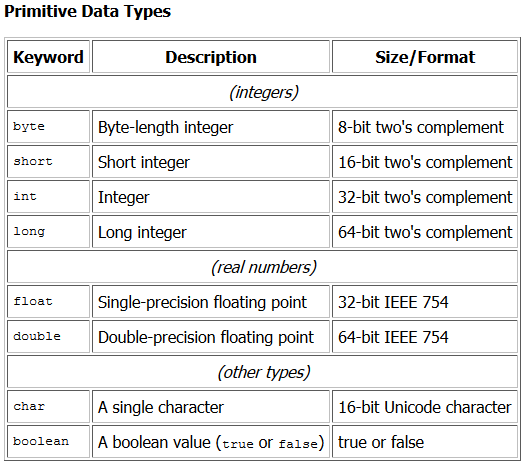 Primitive Data Types
Keyword Description Size/Format
(integers)
byte Byte-length integer 8-bit two's complement
short Short integer 16-bit two's complement
int Integer 32-bit two's complement
long Long integer 64-bit two's complement
(real numbers)
float Single-precision floating point 32-bit IEEE 754
double Double-precision floating point 64-bit IEEE 754
(other types)
char A single character 16-bit Unicode character
boolean A boolean value (true or false) true or false